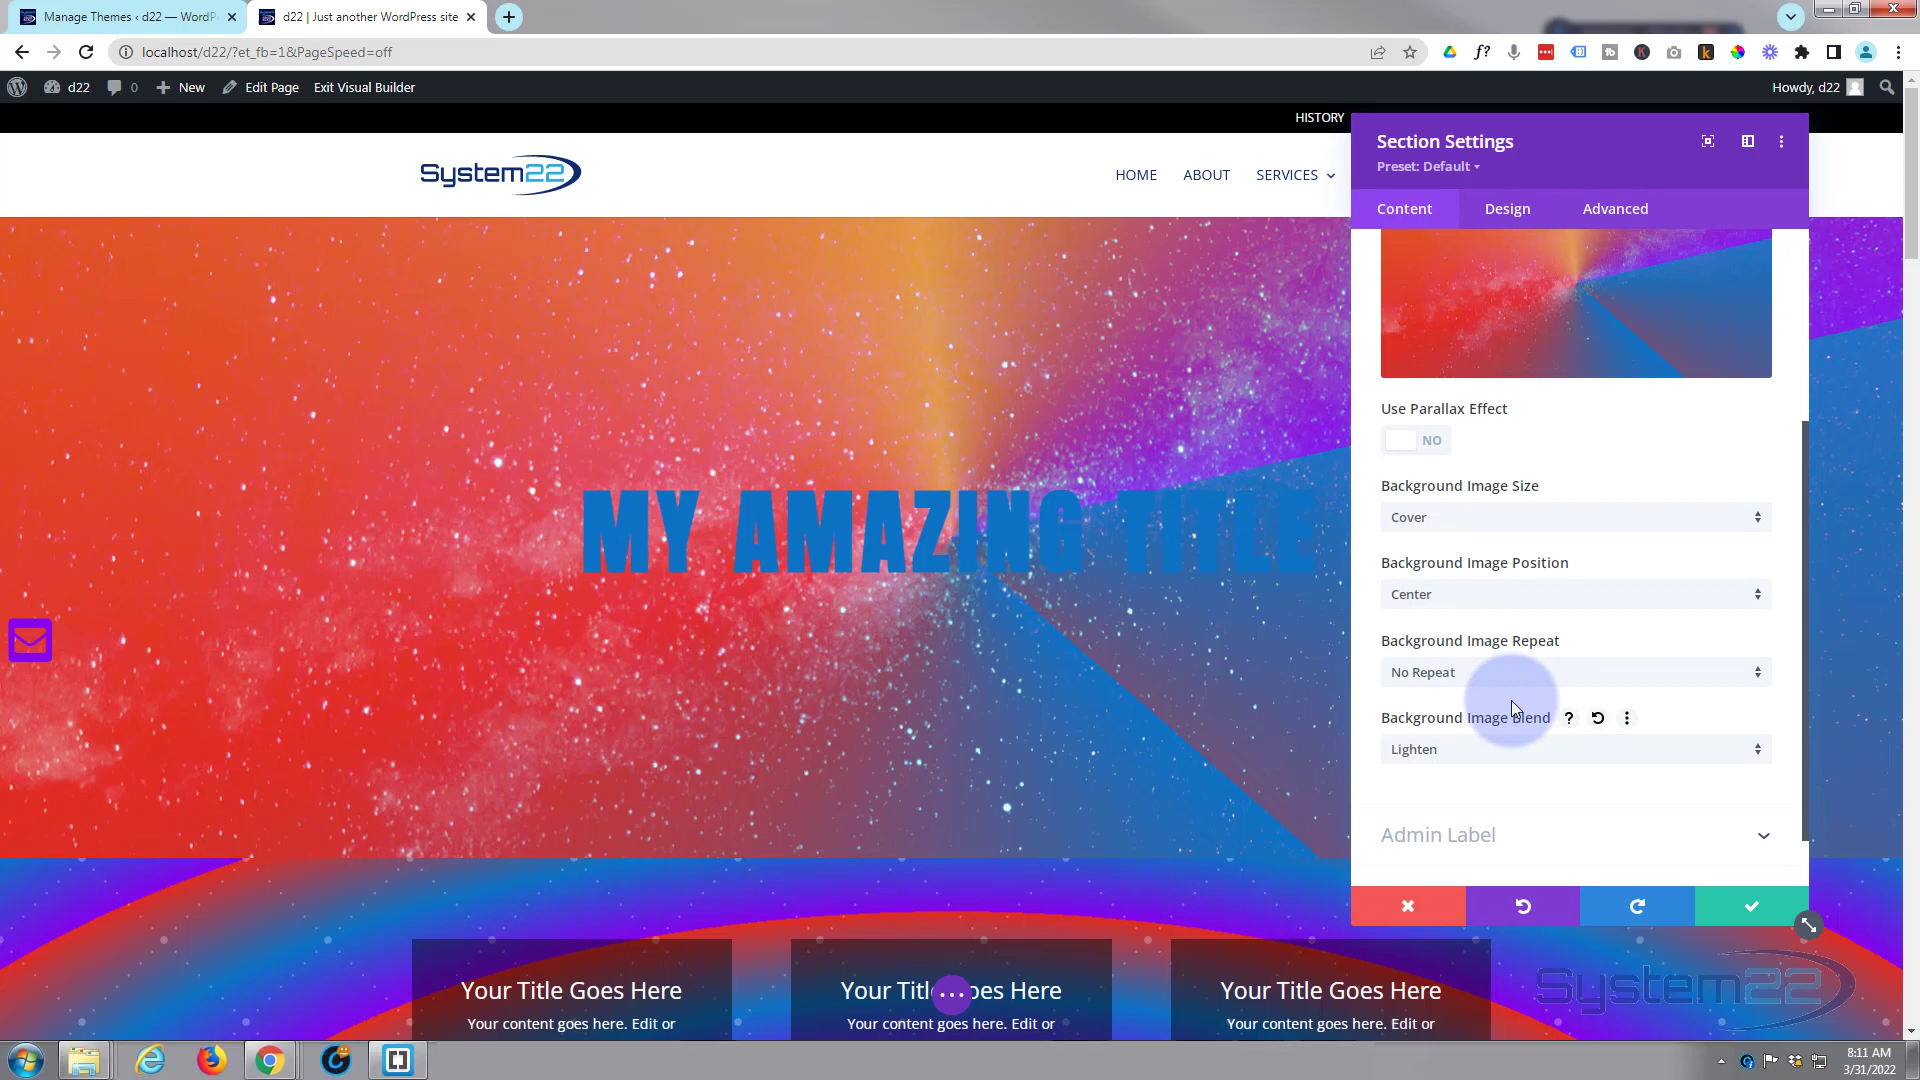 Manage Themes ‹ d22 — WordP
d22 | Just another WordPress site
localhost/d22/?et_fb=1&PageSpeed=off
d22
0
New
Edit Page
Exit Visual Builder
Howdy, d22
HISTORY
System22
HOME
ABOUT
SERVICES
Section Settings
Preset: Default
Content
Design
Advanced
Use Parallax Effect
NO
Background Image Size
Cover
Background Image Position
Center
Background Image Repeat
No Repeat
Background Image Blend
Lighten
Admin Label
MY AMAZING TITLE
Your Title Goes Here
Your content goes here. Edit or
Your Title Goes Here
Your content goes here. Edit or
Your Title Goes Here
Your content goes here. Edit or
System22
8:11 AM
3/31/2022